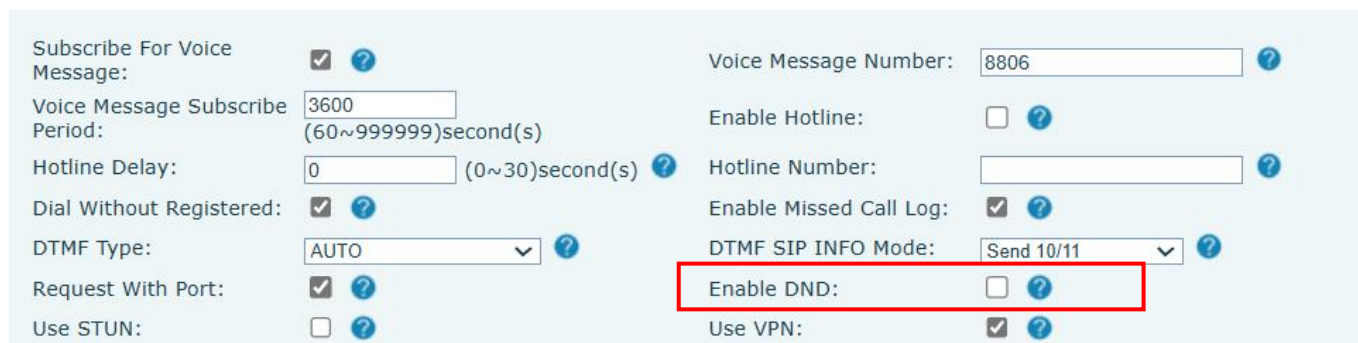 Subscribe For Voice
Message:
Voice Message Number: 8806
Voice Message Subscribe
Period:
3600
(60~999999)second(s)
Enable Hotline:
Hotline Delay: 0 (0~30)second(s)
Hotline Number:
Dial Without Registered:
Enable Missed Call Log:
DTMF Type: AUTO
DTMF SIP INFO Mode: Send 10/11
Request With Port:
Enable DND:
Use STUN:
Use VPN: